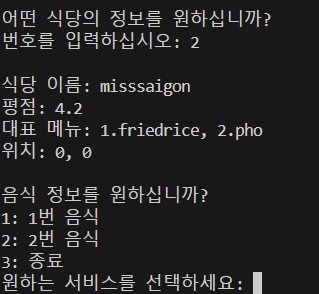 어떤 식당의 정보를 원하십니까?
번호를 입력하십시오: 2
식당 이름: misssaigon
평점: 4.2
대표 메뉴: 1.friedrice, 2.pho
위치: 0, 0
음식 정보를 원하십니까?
1: 1번 음식
2: 2번 음식
3: 종료
원하는 서비스를 선택하세요: